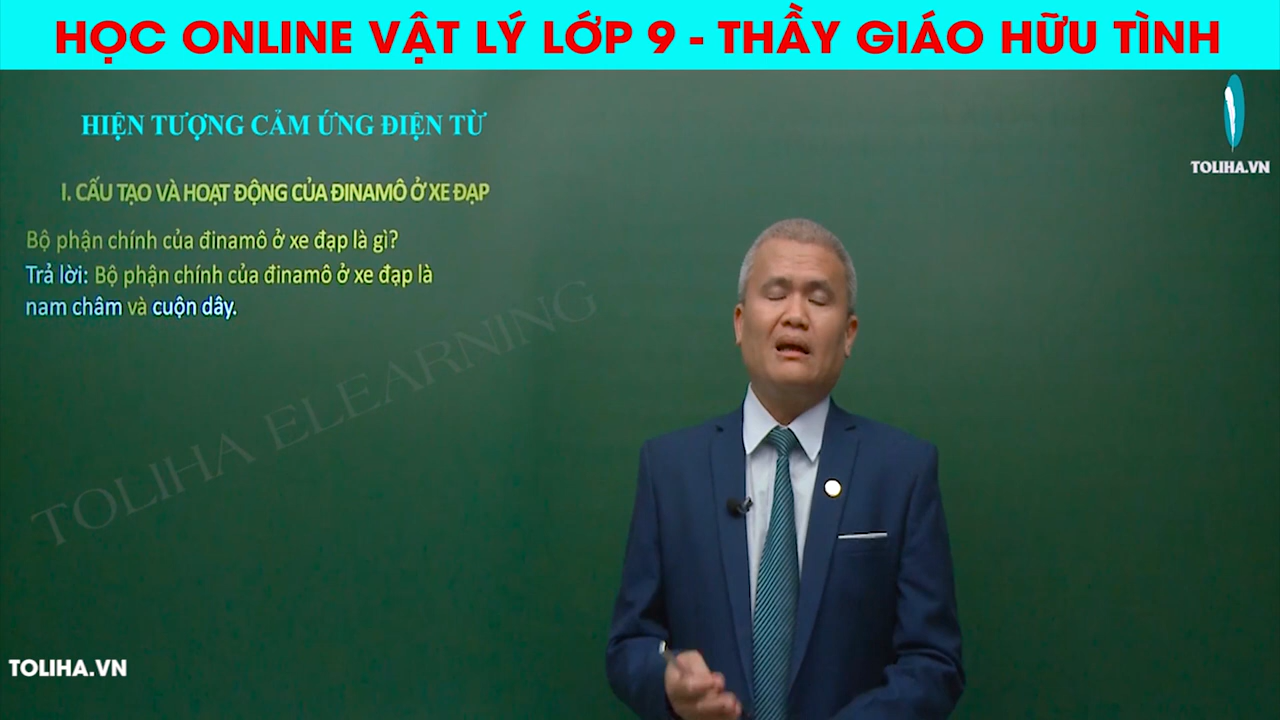 HỌC ONLINE VẬT LÝ LỚP 9 - THẦY GIÁO HỮU TÌNH
TOLIHA.VN
HIỆN TƯỢNG CẢM ỨNG ĐIỆN TỪ
I. CẤU TẠO VÀ HOẠT ĐỘNG CỦA ĐINAMÔ Ở XE ĐẠP
Bộ phận chính của đinamô ở xe đạp là gì?
Trả lời: Bộ phận chính của đinamô ở xe đạp là
nam châm và cuộn dây.
TOLIHA ELEARNING
TOLIHA.VN